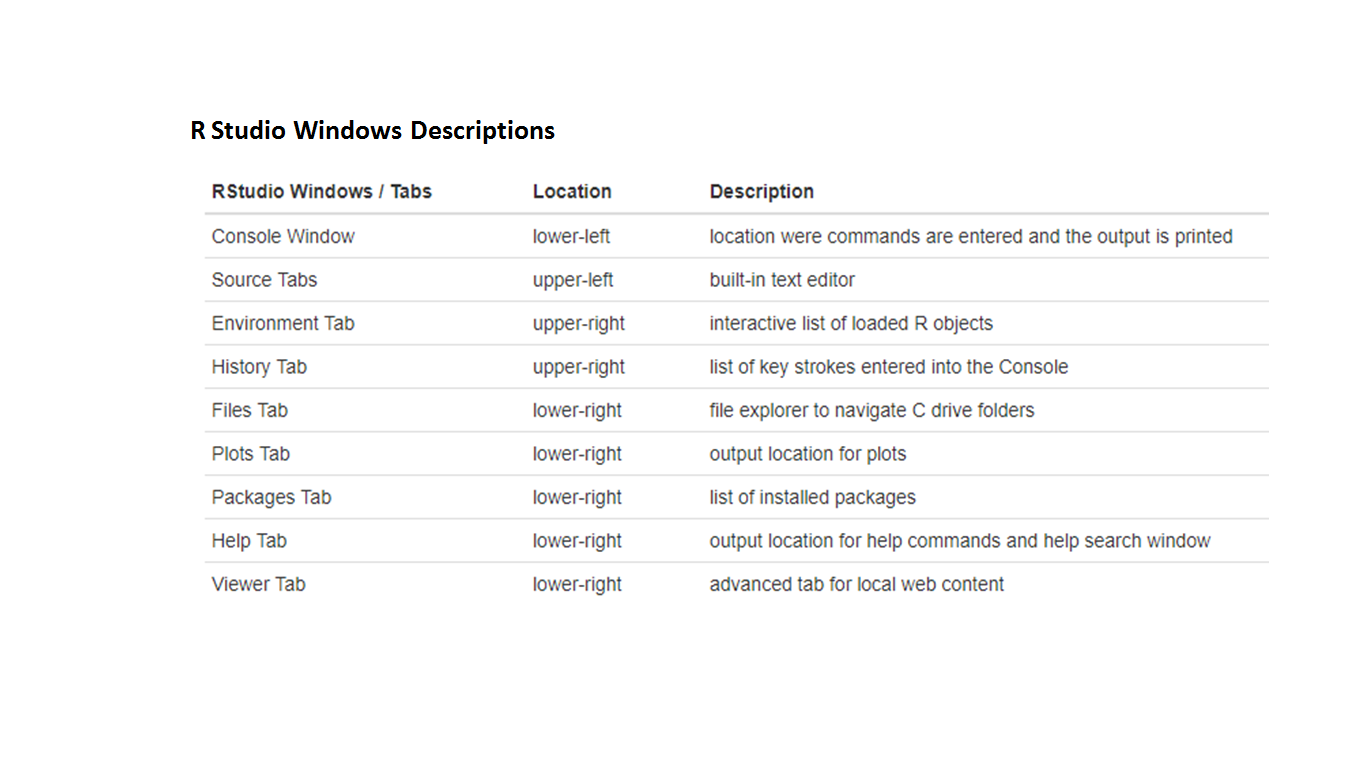 R Studio Windows Descriptions
RStudio Windows / Tabs Location Description
Console Window lower-left location were commands are entered and the output is printed
Source Tabs upper-left built-in text editor
Environment Tab upper-right interactive list of loaded R objects
History Tab upper-right list of key strokes entered into the Console
Files Tab lower-right file explorer to navigate C drive folders
Plots Tab lower-right output location for plots
Packages Tab lower-right list of installed packages
Help Tab lower-right output location for help commands and help search window
Viewer Tab lower-right advanced tab for local web content